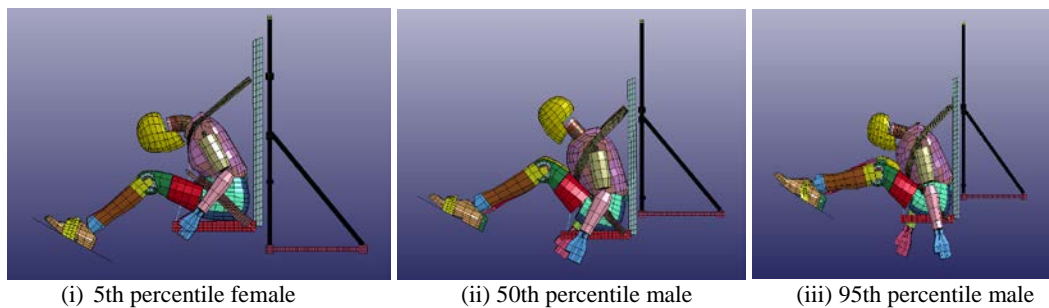 (i) 5th percentile female
(ii) 50th percentile male
(iii) 95th percentile male